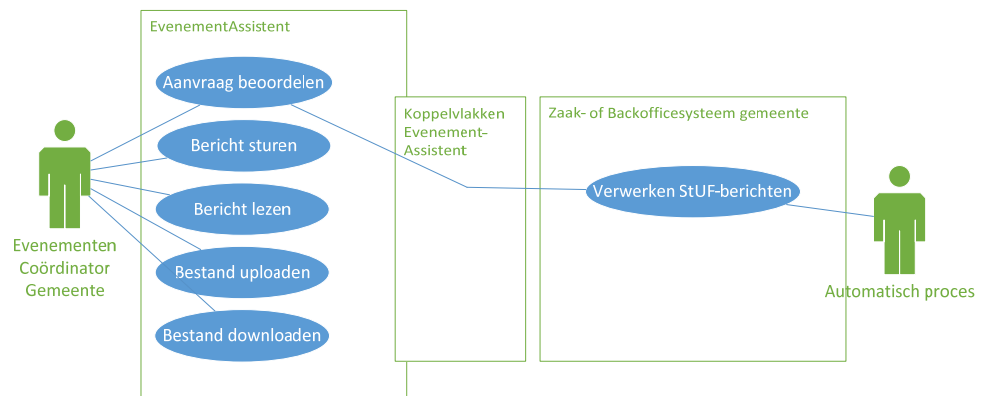 EvenementAssistent
Aanvraag beoordelen
Bericht sturen
Bericht lezen
Bestand uploaden
Bestand downloaden
Evenementen
Coördinator
Gemeente
Koppelvlakken
Evenement-
Assistent
Zaak- of Backofficesysteem gemeente
Verwerken StUF-berichten
Automatisch proces